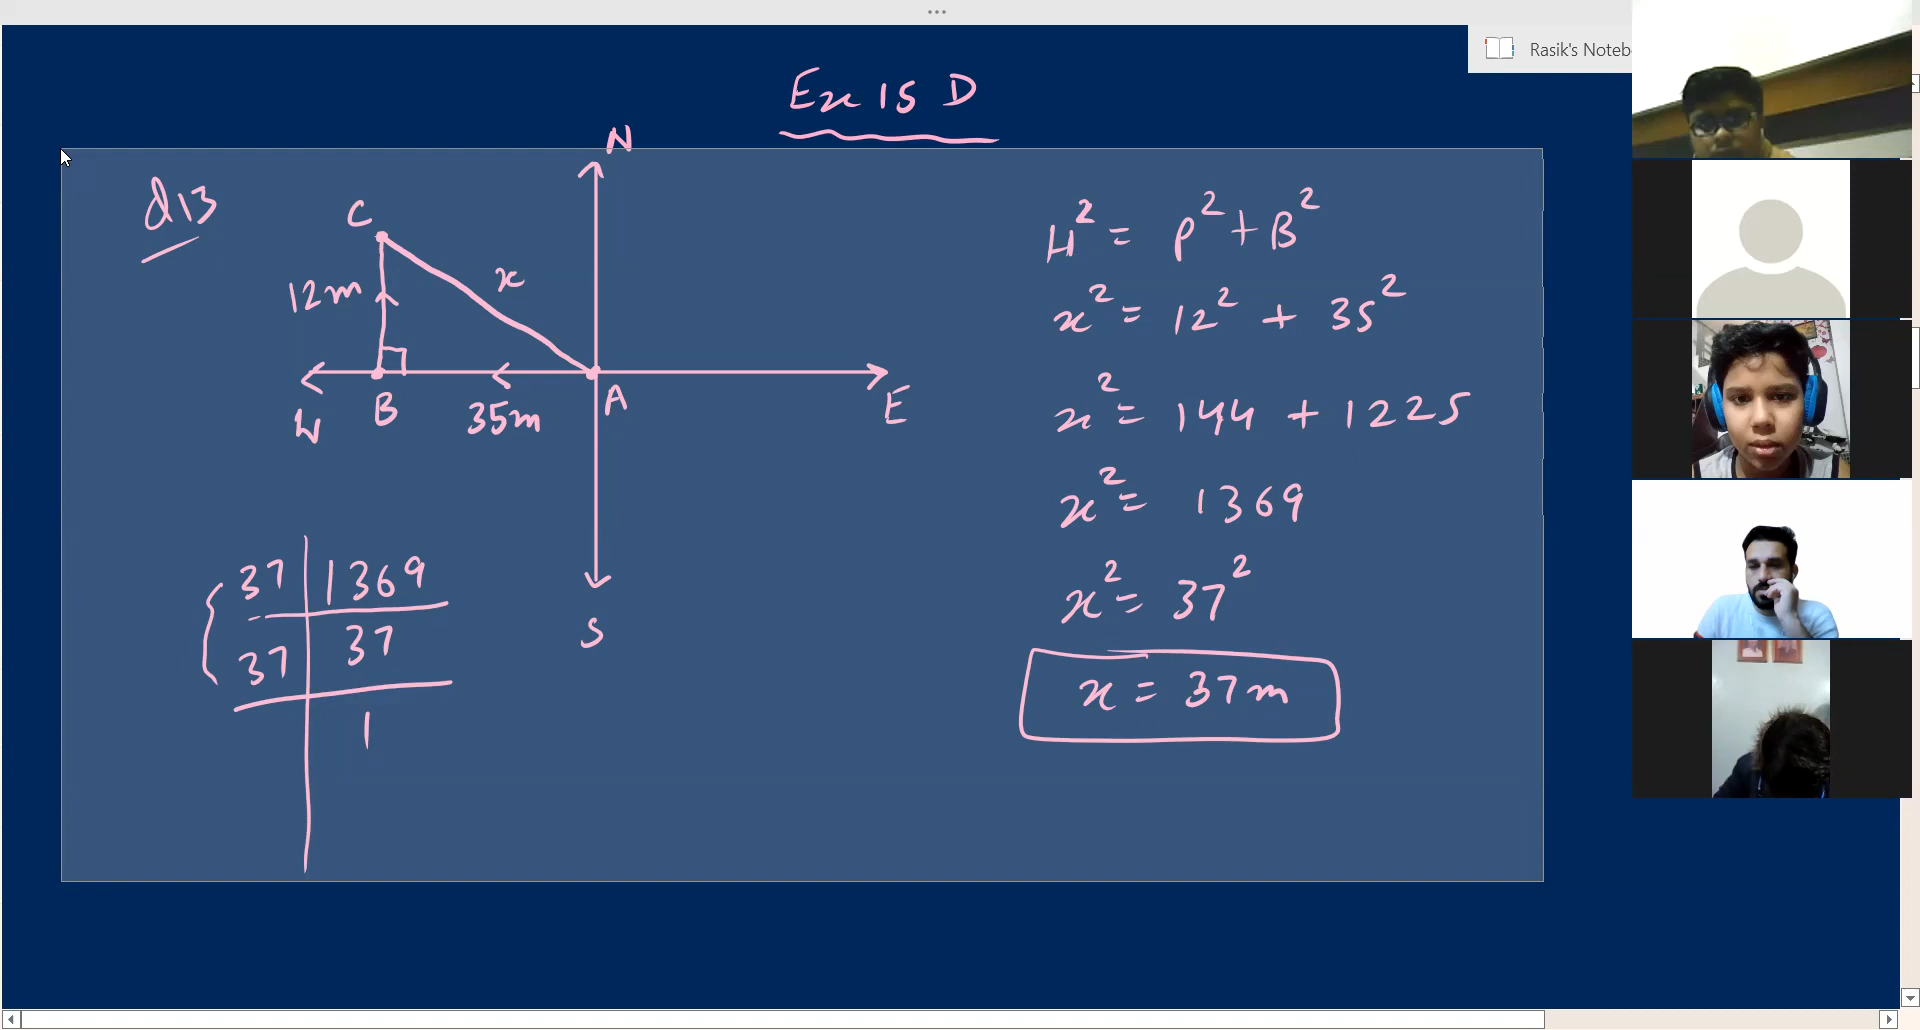 Rasik's Noteb
Ex 15 D
N
d13
C
12m
x
W
B
35m
A
E
S
37 | 1369
37 | 37
1
H² = P² + B²
x² = 12² + 35²
x² = 144 + 1225
x² = 1369
x² = 37²
x = 37m